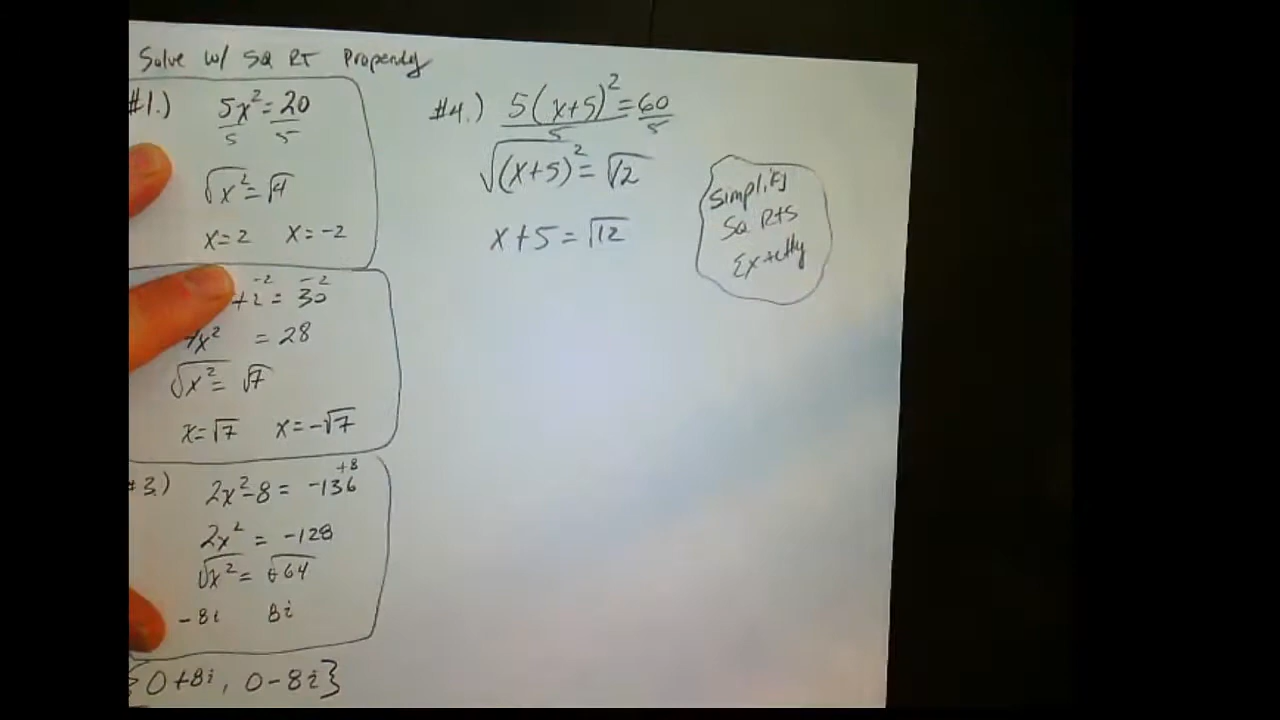 Solve w/ SQ RT Property
#1.) 5x² = 20
5 5
√x² = √4
x = 2 x = -2
-2 -2
+2 = 30
4x² = 28
√x² = √7
x = √7 x = -√7
+8
#3.) 2x² - 8 = -136
2x² = -128
√x² = √-64
-8i 8i
{0+8i, 0-8i}
#4.) 5(x+5)² = 60
5 5
√(x+5)² = √12
x + 5 = √12
Simplify
SQ RTS